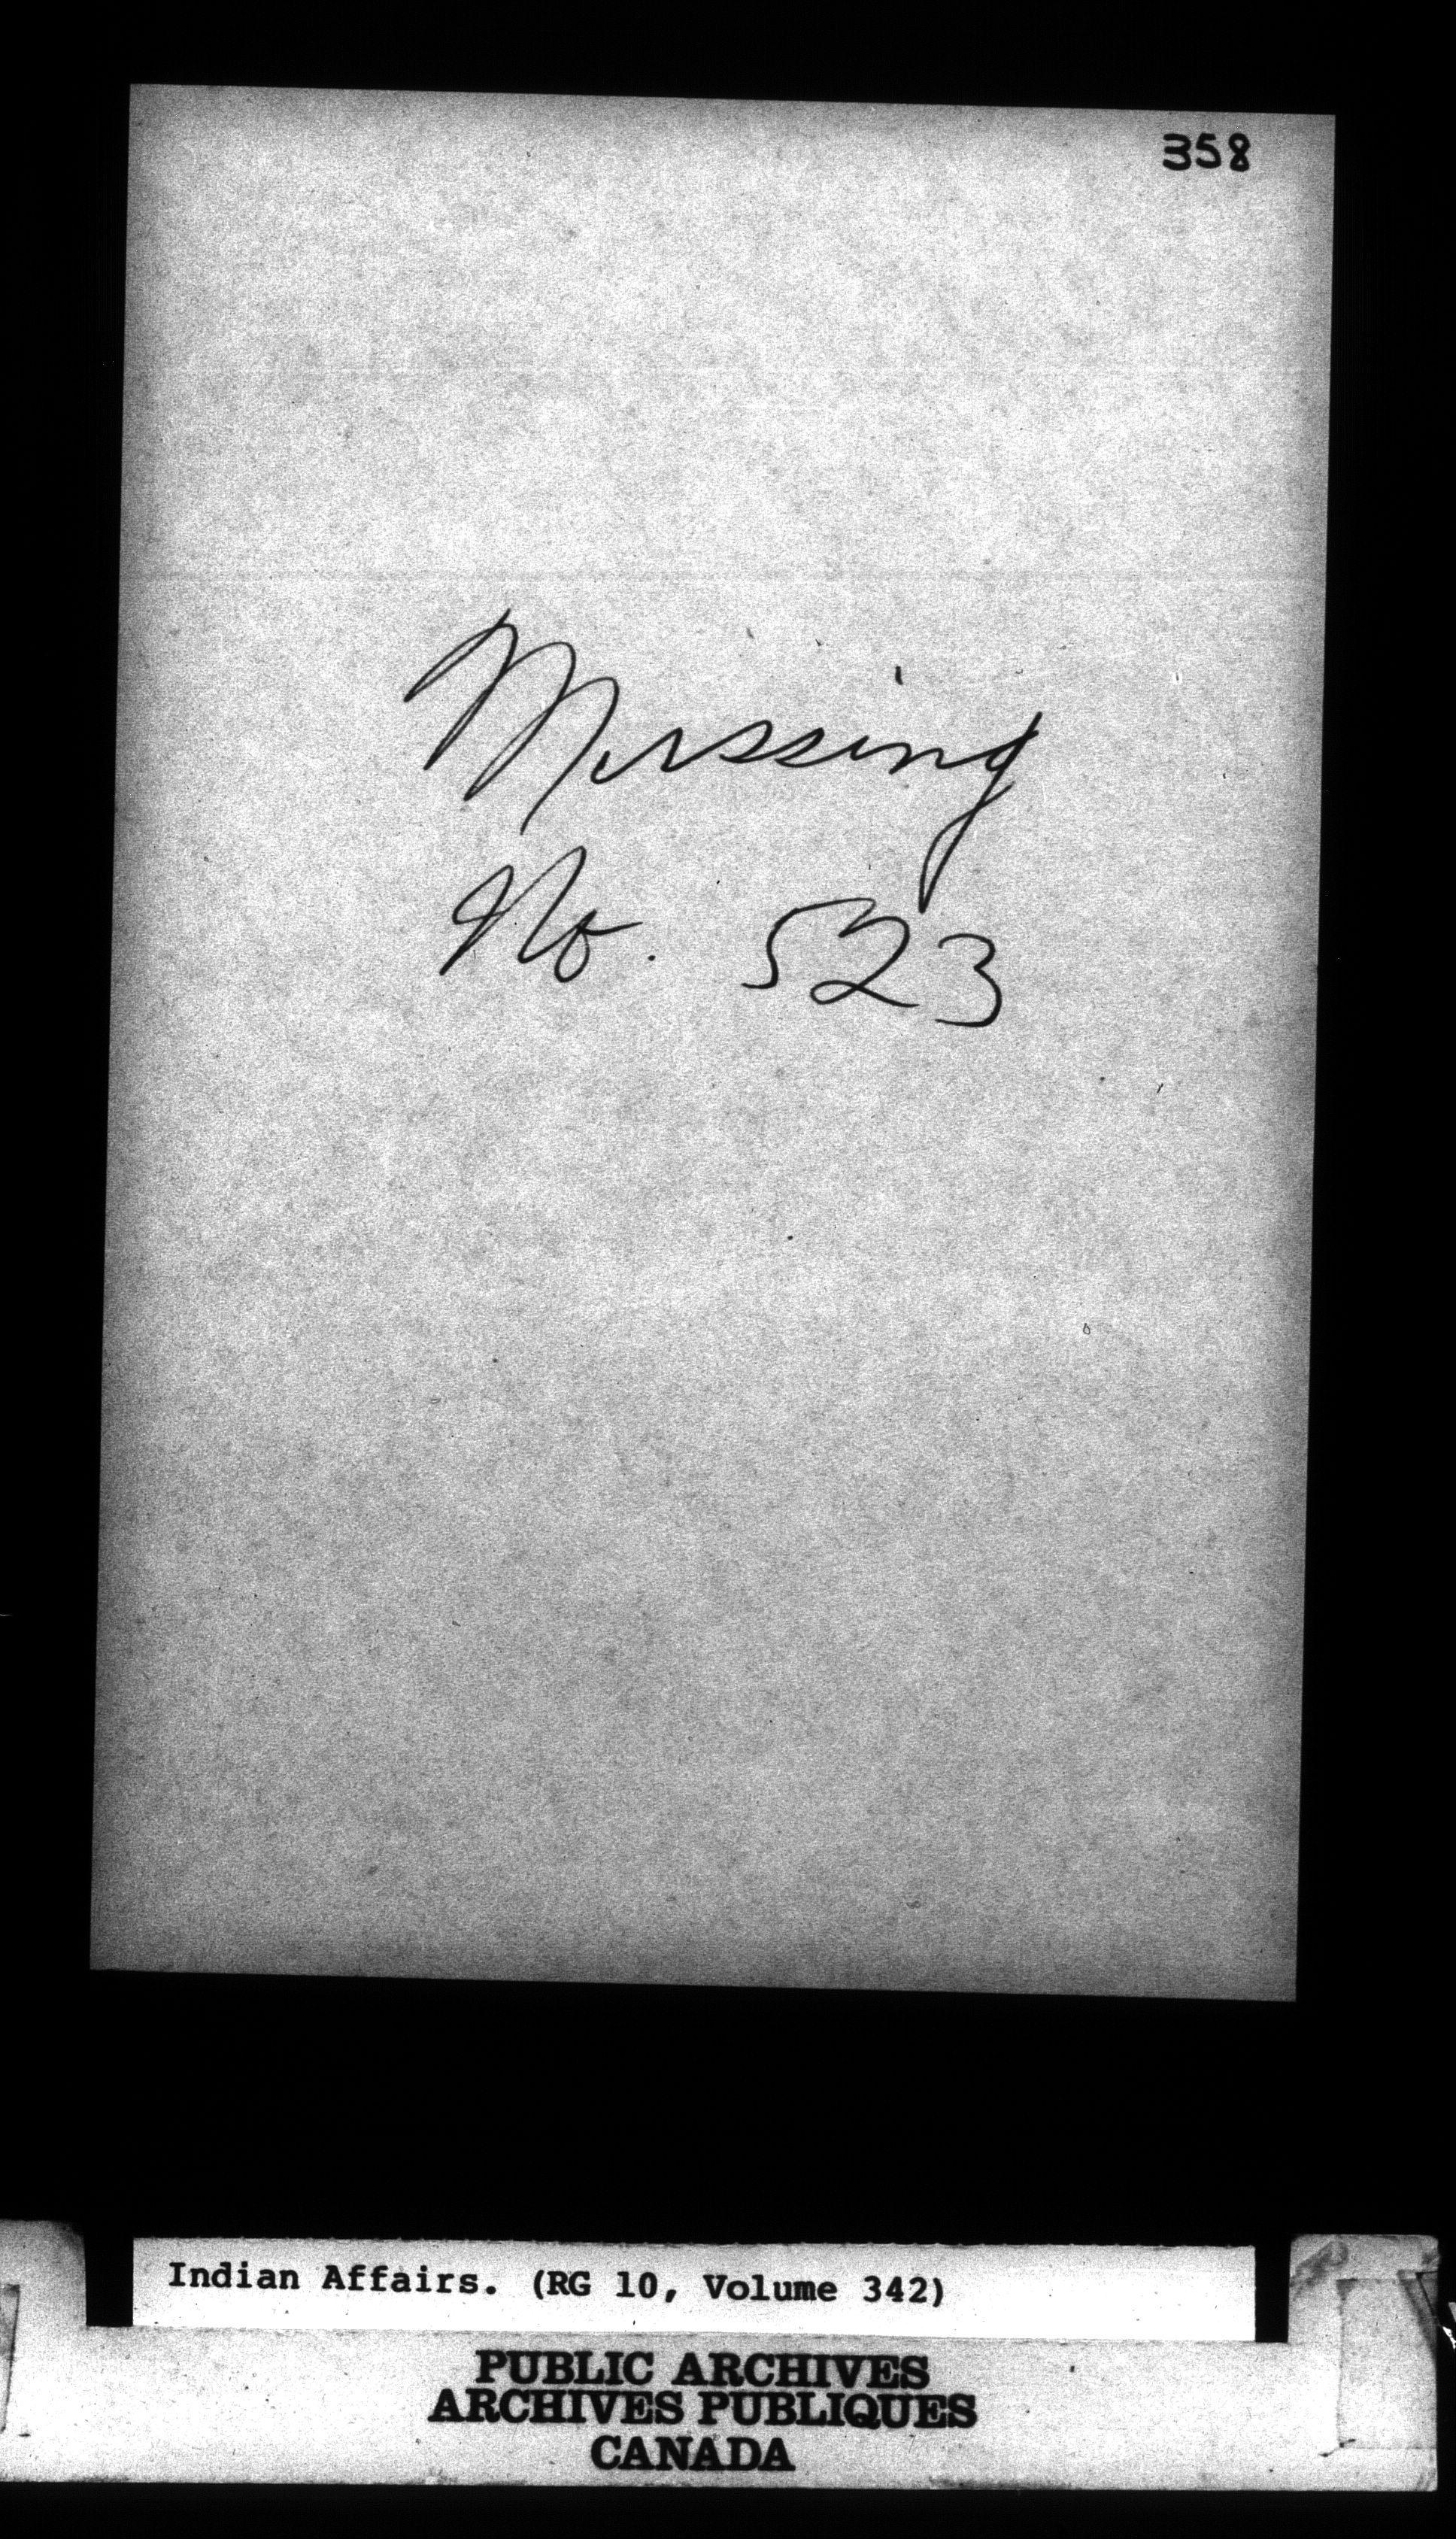 358
Missing
No. 523
Indian Affairs. (RG 10, Volume 342)
PUBLIC ARCHIVES
ARCHIVES PUBLIQUES
CANADA